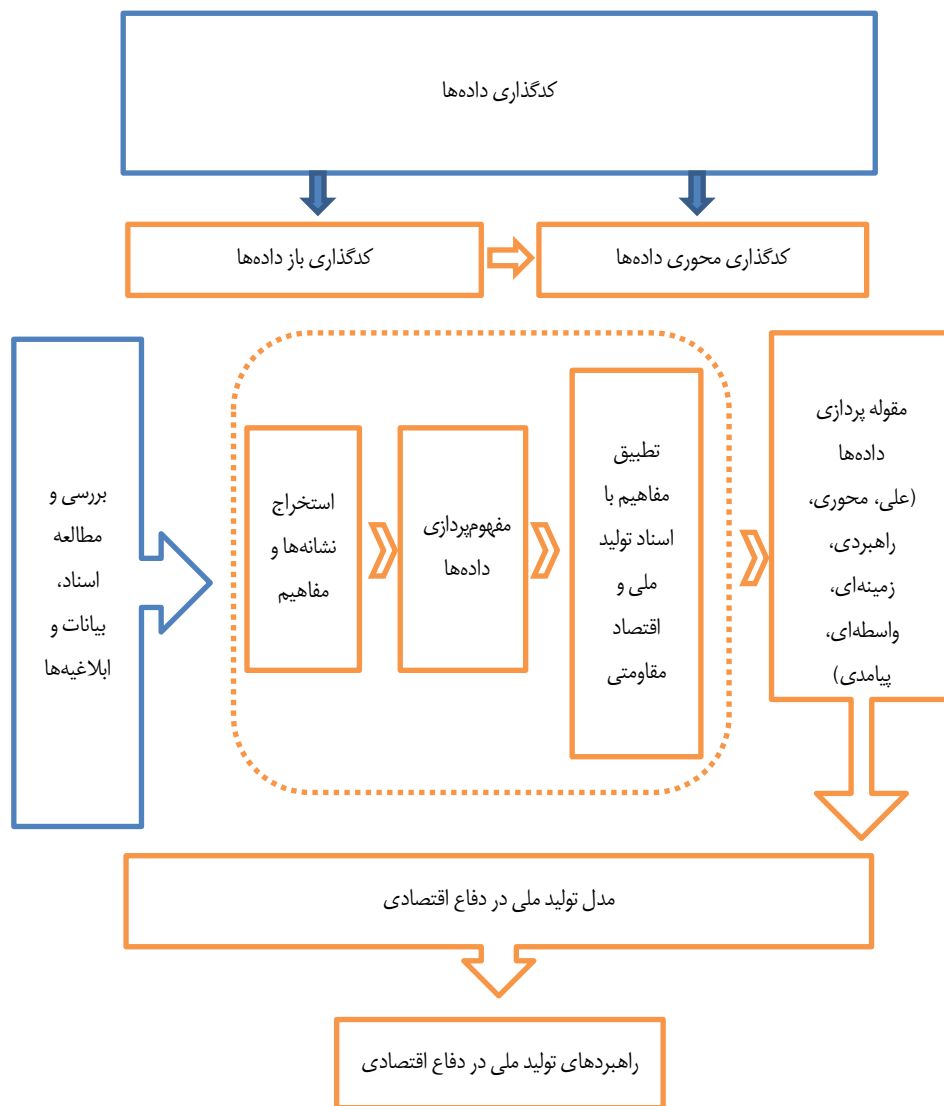 کدگذاری داده‌ها
کدگذاری باز داده‌ها
کدگذاری محوری داده‌ها
بررسی و
مطالعه
اسناد،
بیانات و
ابلاغیه‌ها
استخراج
نشانه‌ها و
مفاهیم
مفهوم‌پردازی
داده‌ها
تطبیق
مفاهیم با
اسناد تولید
ملی و
اقتصاد
مقاومتی
مقوله پردازی
داده‌ها
(علی، محوری،
راهبردی،
زمینه‌ای،
واسطه‌ای،
پیامدی)
مدل تولید ملی در دفاع اقتصادی
راهبردهای تولید ملی در دفاع اقتصادی